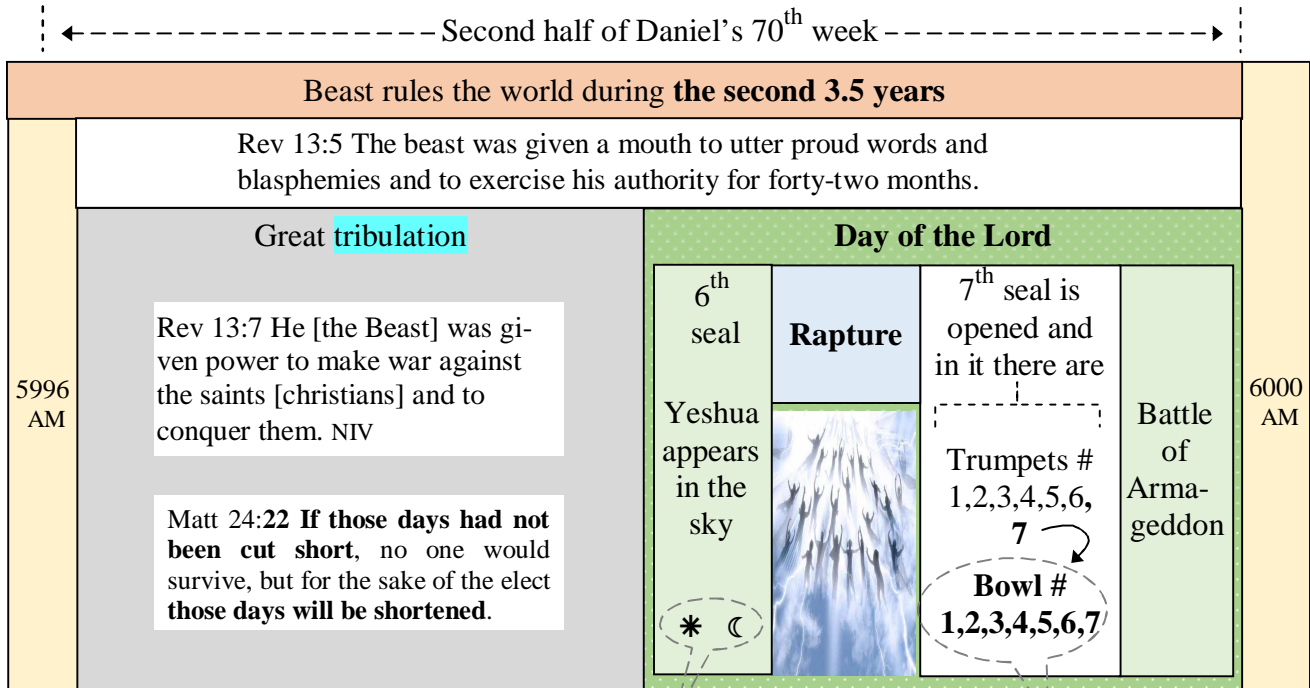 Second half of Daniel's 70th week
Beast rules the world during the second 3.5 years
Rev 13:5 The beast was given a mouth to utter proud words and
blasphemies and to exercise his authority for forty-two months.
5996
AM
Great tribulation
Rev 13:7 He [the Beast] was gi-
ven power to make war against
the saints [christians] and to
conquer them. NIV
Matt 24:22 If those days had not
been cut short, no one would
survive, but for the sake of the elect
those days will be shortened.
Day of the Lord
6th
seal
Yeshua
appears
in the
sky
Rapture
7th seal is
opened and
in it there are
Trumpets #
1,2,3,4,5,6,
7
Bowl #
1,2,3,4,5,6,7
Battle
of
Arma-
geddon
6000
AM